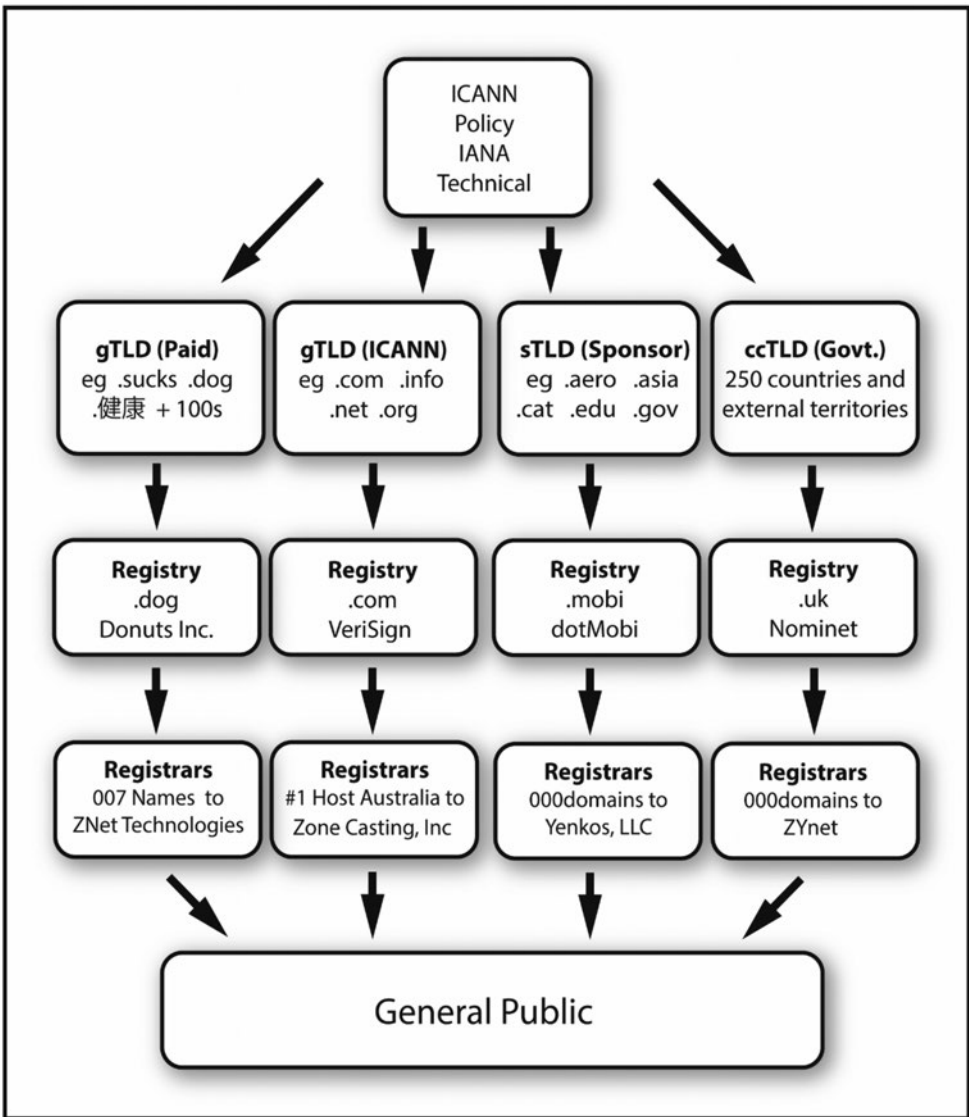 ICANN
Policy
IANA
Technical
gTLD (Paid)
eg .sucks .dog
.健康 + 100s
gTLD (ICANN)
eg .com .info
.net .org
sTLD (Sponsor)
eg .aero .asia
.cat .edu .gov
ccTLD (Govt.)
250 countries and
external territories
Registry
.dog
Donuts Inc.
Registry
.com
VeriSign
Registry
.mobi
dotMobi
Registry
.uk
Nominet
Registrars
007 Names to
ZNet Technologies
Registrars
#1 Host Australia to
Zone Casting, Inc
Registrars
000domains to
Yenkos, LLC
Registrars
000domains to
ZYnet
General Public